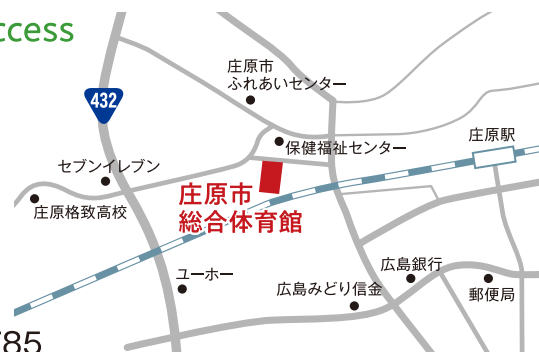 ccess
庄原市
ふれあいセンター
432
保健福祉センター
庄原駅
セブンイレブン
庄原市
総合体育館
庄原格致高校
ユーホー
広島銀行
広島みどり信金
郵便局
785